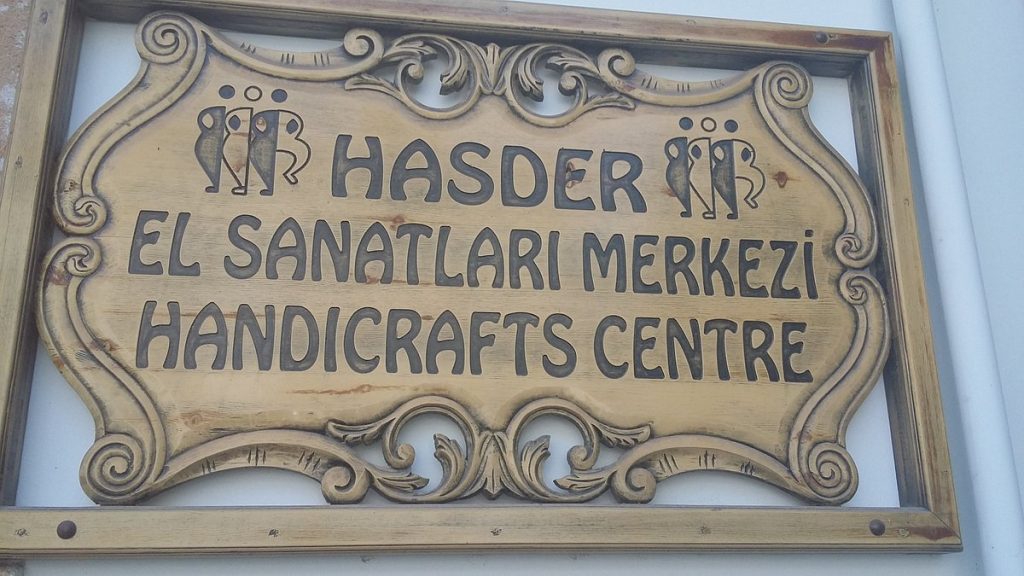 HASDER
EL SANATLARI MERKEZİ
HANDICRAFTS CENTRE